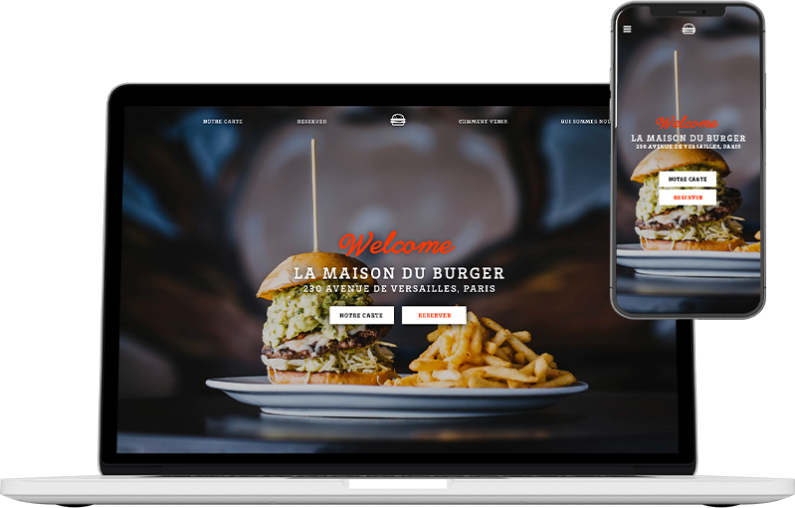 NOTRE CARTE
RESERVER
COMMENT VENIR
QUI SOMMES
Welcome
LA MAISON DU BURGER
230 AVENUE DE VERSAILLES, PARIS
NOTRE CARTE
RESERVER
Welcome
LA MAISON DU BURGER
230 AVENUE DE VERSAILLES, PARIS
NOTRE CARTE
RESERVER